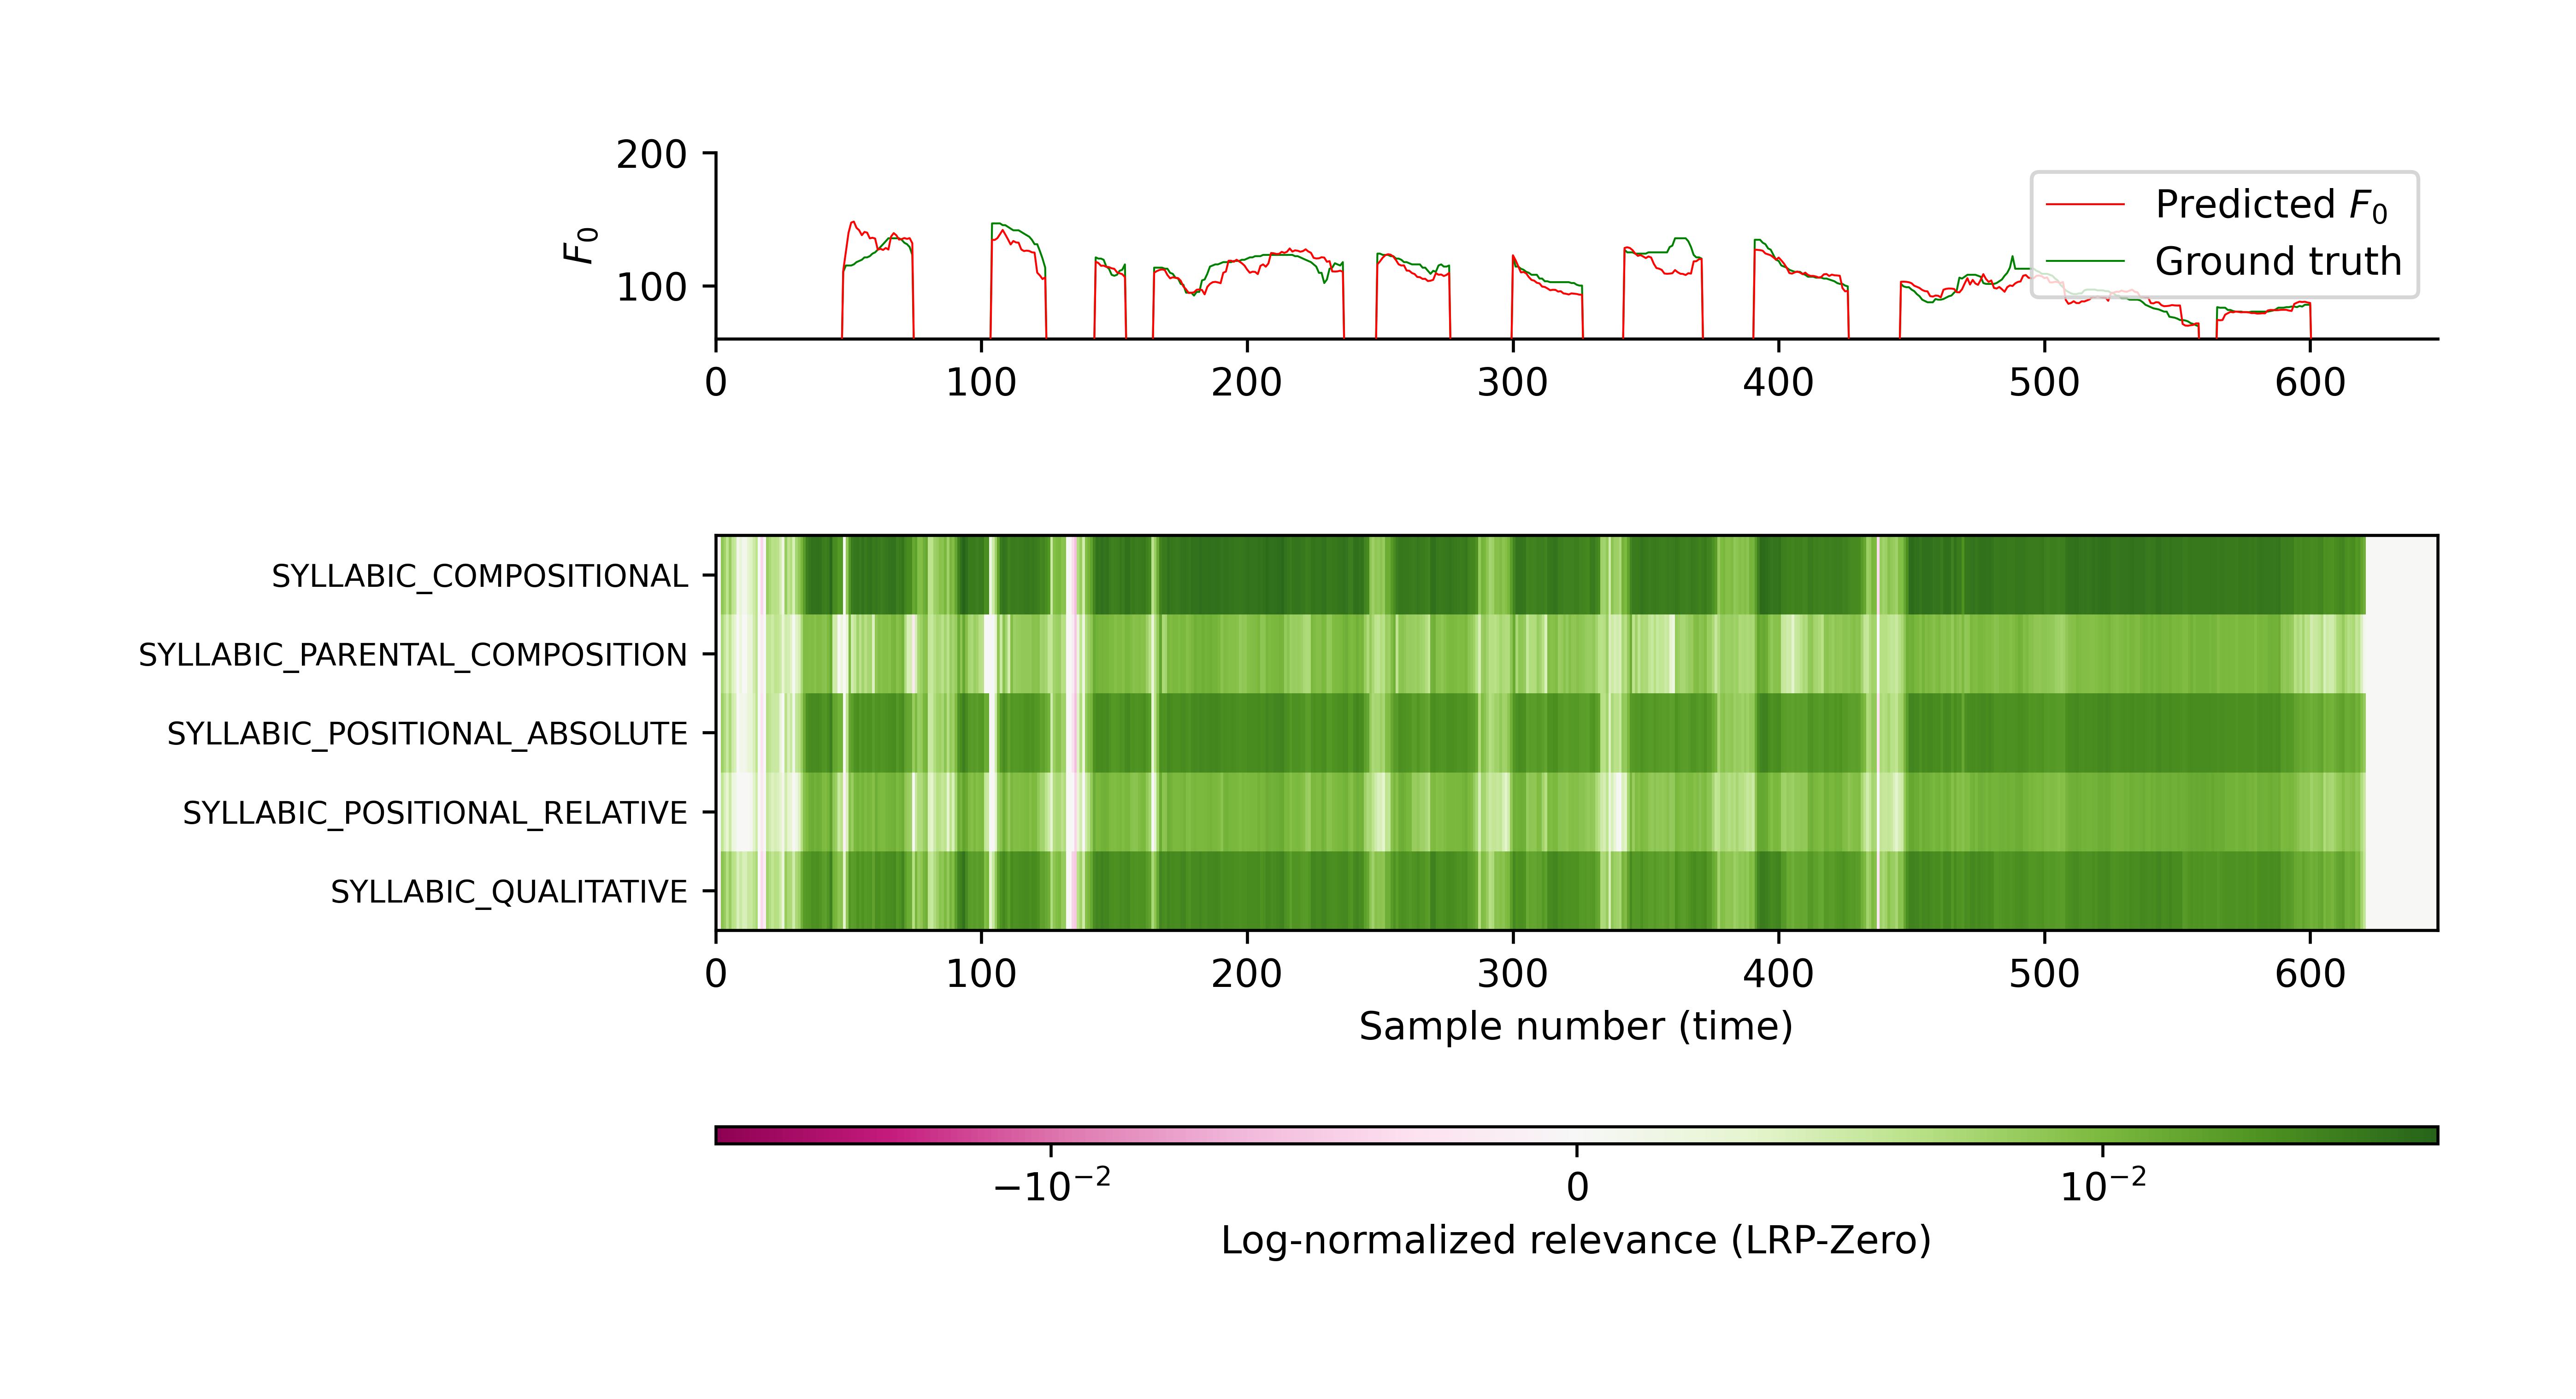 200
100
F₀
Predicted F₀
Ground truth
0 100 200 300 400 500 600
SYLLABIC_COMPOSITIONAL
SYLLABIC_PARENTAL_COMPOSITION
SYLLABIC_POSITIONAL_ABSOLUTE
SYLLABIC_POSITIONAL_RELATIVE
SYLLABIC_QUALITATIVE
0 100 200 300 400 500 600
Sample number (time)
−10⁻² 0 10⁻²
Log-normalized relevance (LRP-Zero)